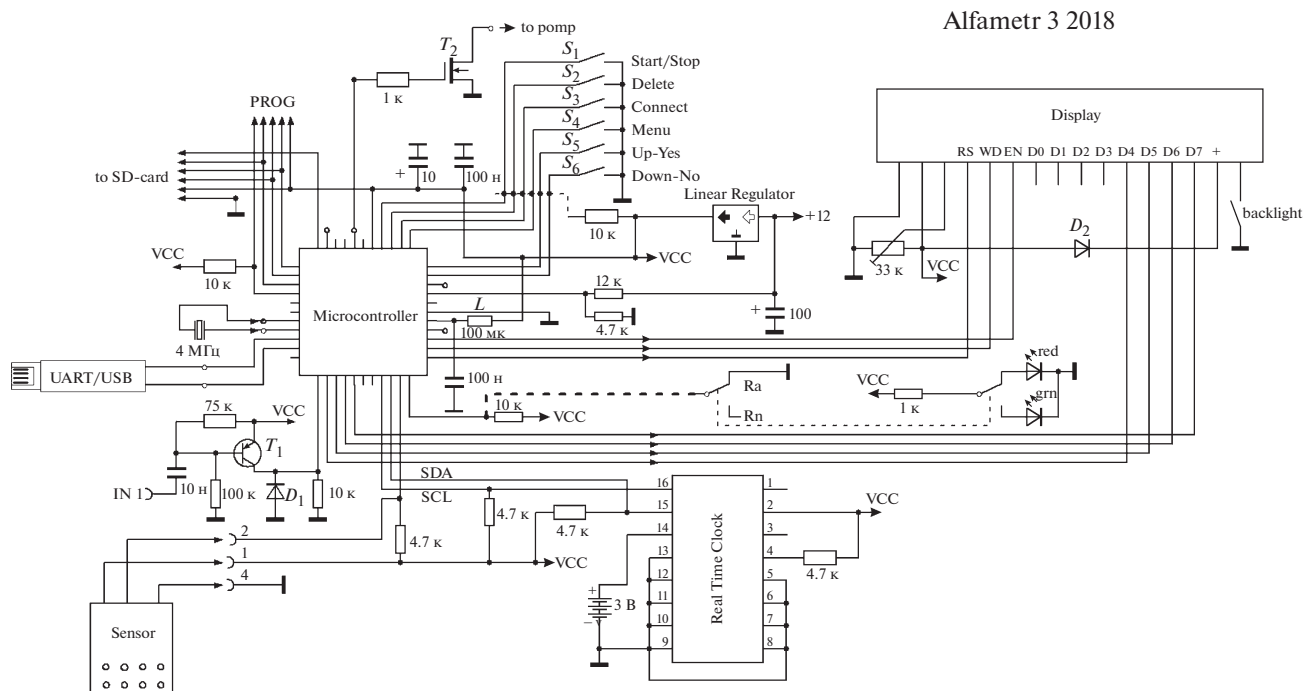 Alfametr 3 2018
to pomp
T2
1 к
S1
Start/Stop
S2
Delete
S3
Connect
S4
Menu
S5
Up-Yes
S6
Down-No
PROG
to SD-card
+
10
100 н
Display
RS WD EN D0 D1 D2 D3 D4 D5 D6 D7 +
Linear Regulator
+12
10 к
VCC
backlight
D2
33 к
VCC
VCC
10 к
Microcontroller
12 к
4.7 к
+
100
L
100 мк
4 МГц
UART/USB
100 н
10 к
VCC
Ra
Rn
VCC
1 к
red
grn
75 к
VCC
T1
10 н
IN 1
100 к
D1
10 к
SDA
SCL
4.7 к
4.7 к
4.7 к
2
1
4
VCC
Sensor
+
3 В
–
Real Time Clock
16
15
14
13
12
11
10
9
1
2
3
4
5
6
7
8
VCC
4.7 к